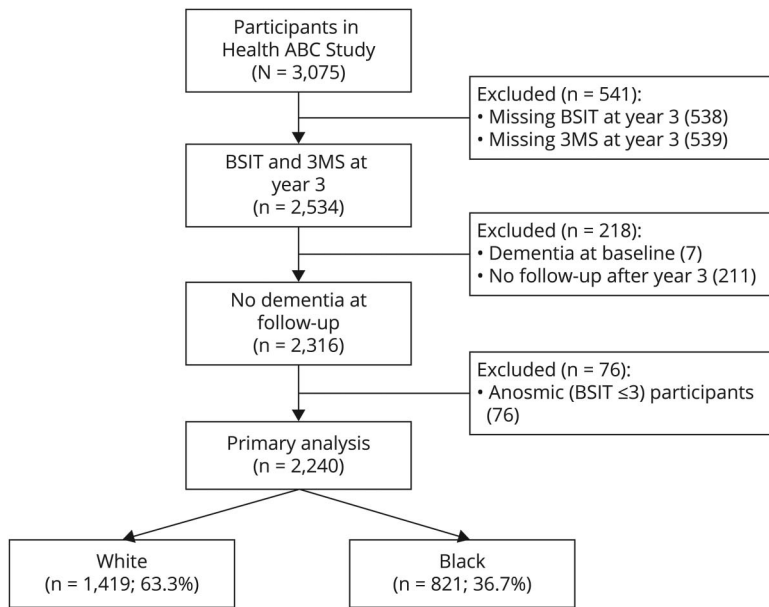 Participants in
Health ABC Study
(N = 3,075)
Excluded (n = 541):
• Missing BSIT at year 3 (538)
• Missing 3MS at year 3 (539)
BSIT and 3MS at
year 3
(n = 2,534)
Excluded (n = 218):
• Dementia at baseline (7)
• No follow-up after year 3 (211)
No dementia at
follow-up
(n = 2,316)
Excluded (n = 76):
• Anosmic (BSIT ≤3) participants
(76)
Primary analysis
(n = 2,240)
White
(n = 1,419; 63.3%)
Black
(n = 821; 36.7%)